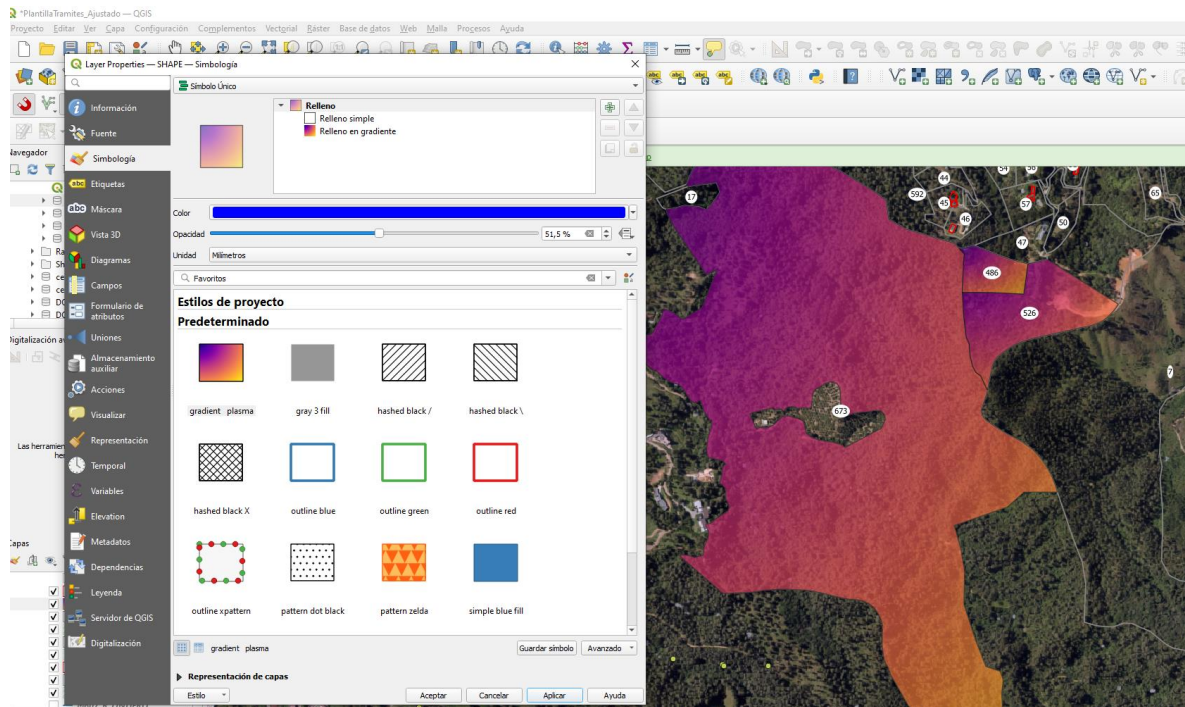 *PlantillaTramites_Ajustado — QGIS
Proyecto Editar Ver Capa Configuración Complementos Vectorial Ráster Base de datos Web Malla Procesos Ayuda
Layer Properties — SHAPE — Simbología
Información
Fuente
Simbología
Etiquetas
Máscara
Vista 3D
Diagramas
Campos
Formulario de
atributos
Uniones
Almacenamiento
auxiliar
Acciones
Visualizar
Representación
Temporal
Variables
Elevation
Metadatos
Dependencias
Leyenda
Servidor de QGIS
Digitalización
Símbolo Único
Relleno
Relleno simple
Relleno en gradiente
Color
Opacidad 51,5 %
Unidad Milímetros
Favoritos
Estilos de proyecto
Predeterminado
gradient plasma gray 3 fill hashed black / hashed black \
hashed black X outline blue outline green outline red
outline xpattern pattern dot black pattern zelda simple blue fill
gradient plasma Guardar símbolo Avanzado
Representación de capas
Estilo Aceptar Cancelar Aplicar Ayuda
Navegador
Digitalización
Las herramien
Capas
17
44
54
56
592
45
57
65
46
50
47
486
526
673
7